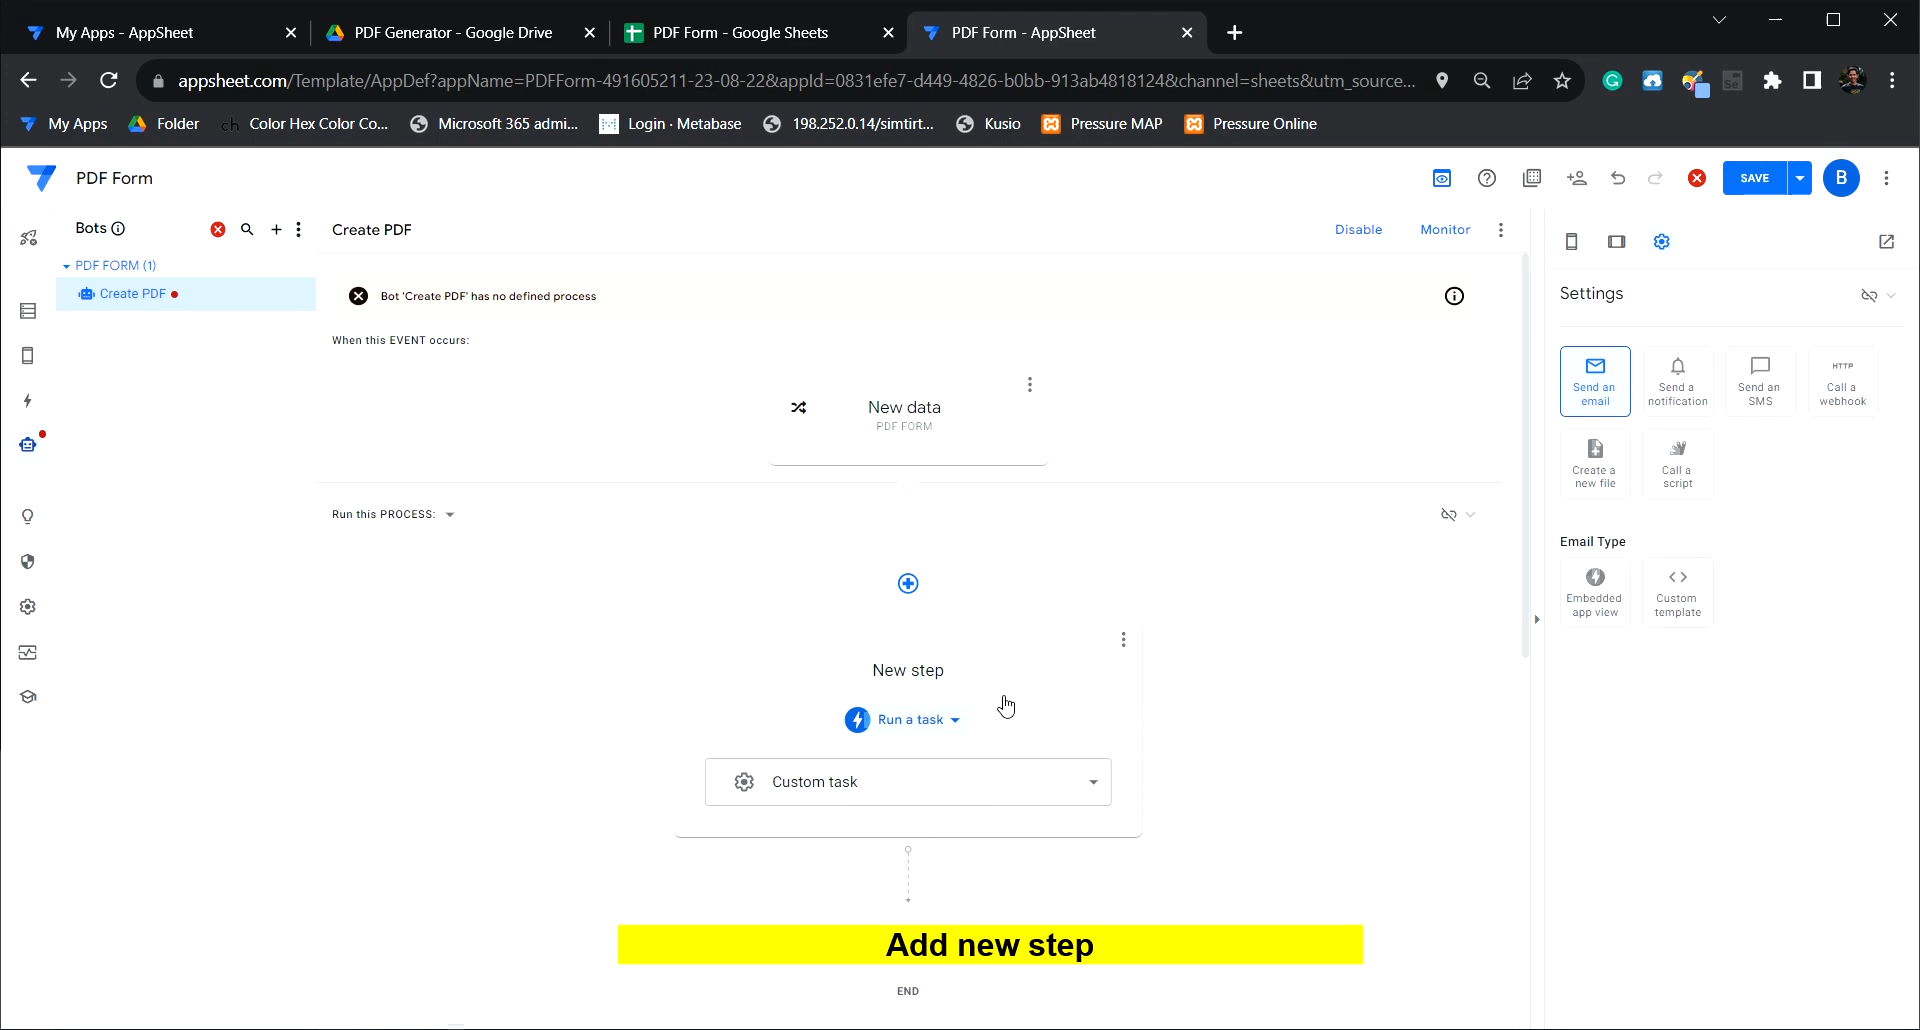 My Apps - AppSheet
PDF Generator - Google Drive
PDF Form - Google Sheets
PDF Form - AppSheet
appsheet.com/Template/AppDef?appName=PDFForm-491605211-23-08-22&appId=0831efe7-d449-4826-b0bb-913ab4818124&channel=sheets&utm_source...
My Apps
Folder
ch Color Hex Color Co...
Microsoft 365 admi...
Login · Metabase
198.252.0.14/simtirt...
Kusio
Pressure MAP
Pressure Online
PDF Form
SAVE
B
Bots
Create PDF
Disable
Monitor
PDF FORM (1)
Create PDF
Bot 'Create PDF' has no defined process
When this EVENT occurs:
New data
PDF FORM
Run this PROCESS:
New step
Run a task
Custom task
Add new step
END
Settings
Send an
email
Send a
notification
Send an
SMS
HTTP
Call a
webhook
Create a
new file
Call a
script
Email Type
Embedded
app view
Custom
template